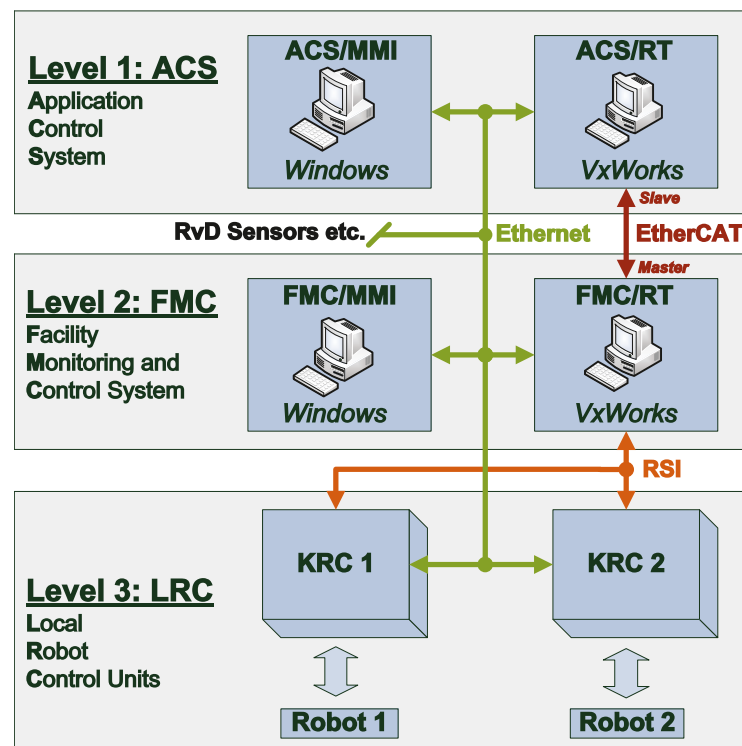 Level 1: ACS
Application
Control
System
ACS/MMI
Windows
ACS/RT
VxWorks
Slave
RvD Sensors etc.
Ethernet
EtherCAT
Master
Level 2: FMC
Facility
Monitoring and
Control System
FMC/MMI
Windows
FMC/RT
VxWorks
RSI
Level 3: LRC
Local
Robot
Control Units
KRC 1
KRC 2
Robot 1
Robot 2